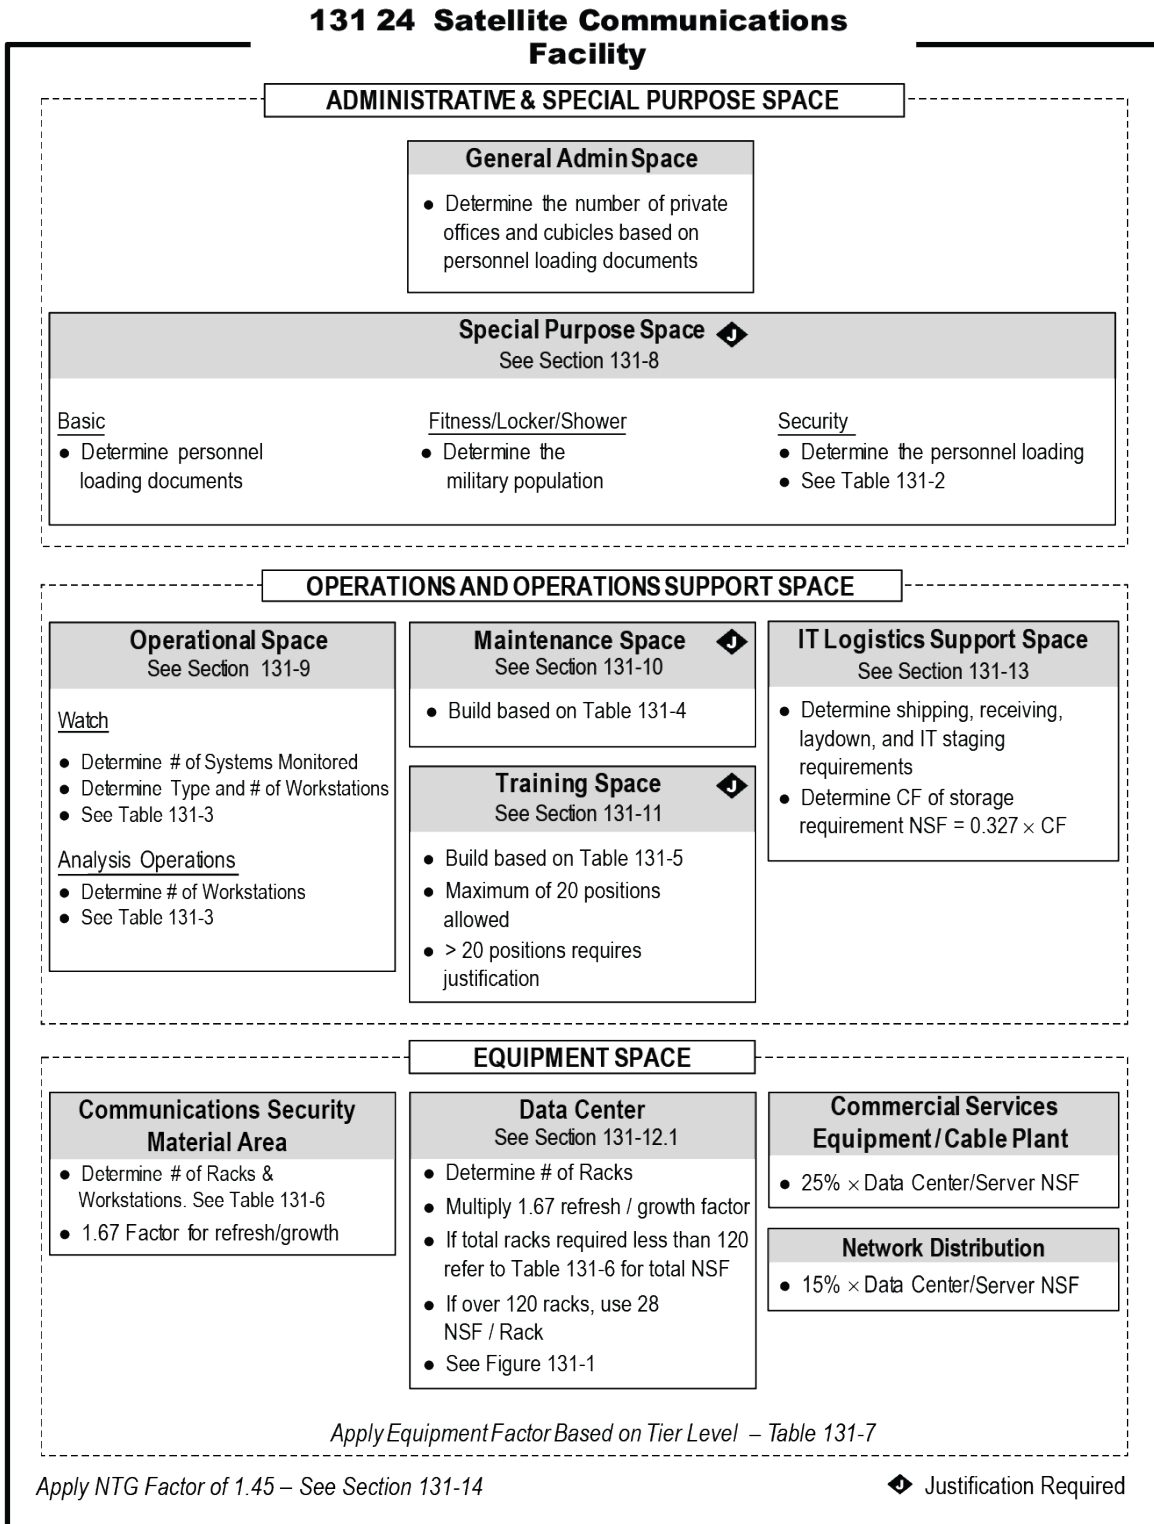 131 24 Satellite Communications
Facility
ADMINISTRATIVE & SPECIAL PURPOSE SPACE
General Admin Space
● Determine the number of private
offices and cubicles based on
personnel loading documents
Special Purpose Space J
See Section 131-8
Basic
● Determine personnel
loading documents
Fitness/Locker/Shower
● Determine the
military population
Security
● Determine the personnel loading
● See Table 131-2
OPERATIONS AND OPERATIONS SUPPORT SPACE
Operational Space
See Section 131-9
Watch
● Determine # of Systems Monitored
● Determine Type and # of Workstations
● See Table 131-3
Analysis Operations
● Determine # of Workstations
● See Table 131-3
Maintenance Space J
See Section 131-10
● Build based on Table 131-4
Training Space J
See Section 131-11
● Build based on Table 131-5
● Maximum of 20 positions
allowed
● > 20 positions requires
justification
IT Logistics Support Space
See Section 131-13
● Determine shipping, receiving,
laydown, and IT staging
requirements
● Determine CF of storage
requirement NSF = 0.327 × CF
EQUIPMENT SPACE
Communications Security
Material Area
● Determine # of Racks &
Workstations. See Table 131-6
● 1.67 Factor for refresh/growth
Data Center
See Section 131-12.1
● Determine # of Racks
● Multiply 1.67 refresh / growth factor
● If total racks required less than 120
refer to Table 131-6 for total NSF
● If over 120 racks, use 28
NSF / Rack
● See Figure 131-1
Commercial Services
Equipment / Cable Plant
● 25% × Data Center/Server NSF
Network Distribution
● 15% × Data Center/Server NSF
Apply Equipment Factor Based on Tier Level – Table 131-7
Apply NTG Factor of 1.45 – See Section 131-14
J Justification Required